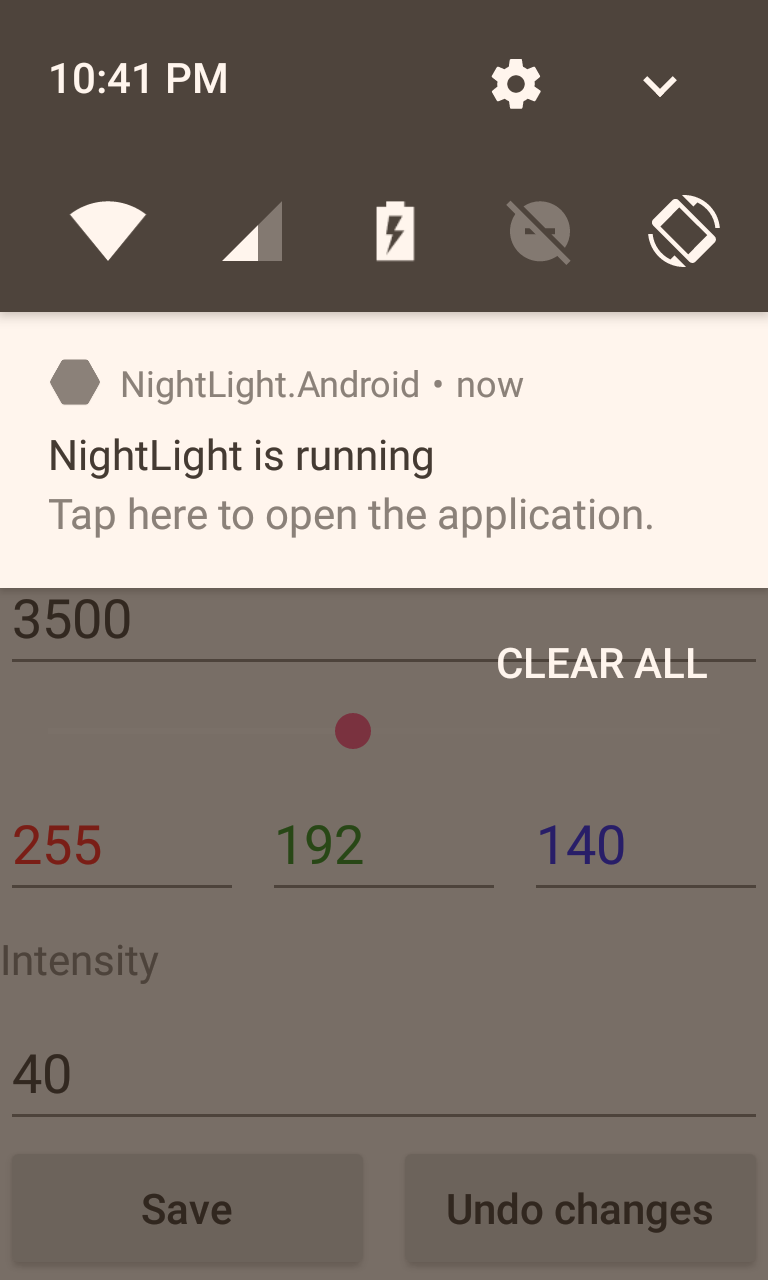 10:41 PM
NightLight.Android • now
NightLight is running
Tap here to open the application.
3500
CLEAR ALL
255 192 140
Intensity
40
Save Undo changes